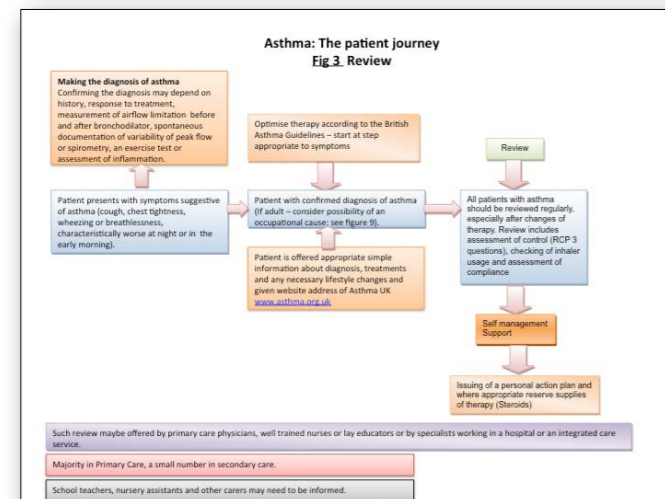 Asthma: The patient journey
Fig 3 Review
Making the diagnosis of asthma
Confirming the diagnosis may depend on
history, response to treatment,
measurement of airflow limitation before
and after bronchodilator, spontaneous
documentation of variability of peak flow
or spirometry, an exercise test or
assessment of inflammation.
Optimise therapy according to the British
Asthma Guidelines – start at step
appropriate to symptoms
Review
Patient presents with symptoms suggestive
of asthma (cough, chest tightness,
wheezing or breathlessness,
characteristically worse at night or in the
early morning).
Patient with confirmed diagnosis of asthma
(If adult – consider possibility of an
occupational cause: see figure 9).
All patients with asthma
should be reviewed regularly,
especially after changes of
therapy. Review includes
assessment of control (RCP 3
questions), checking of inhaler
usage and assessment of
compliance
Patient is offered appropriate simple
information about diagnosis, treatments
and any necessary lifestyle changes and
given website address of Asthma UK
www.asthma.org.uk
Self management
Support
Issuing of a personal action plan and
where appropriate reserve supplies
of therapy (Steroids)
Such review maybe offered by primary care physicians, well trained nurses or lay educators or by specialists working in a hospital or an integrated care
service.
Majority in Primary Care, a small number in secondary care.
School teachers, nursery assistants and other carers may need to be informed.